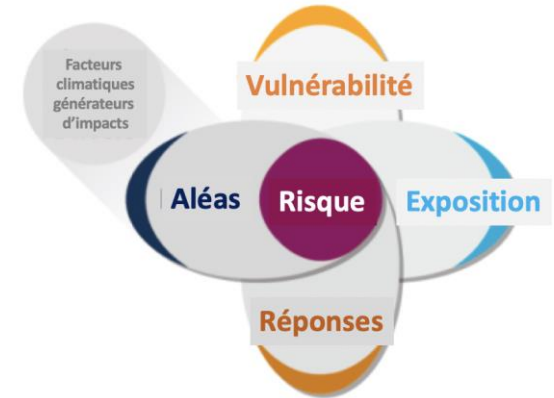 Facteurs
climatiques
générateurs
d'impacts
Vulnérabilité
Aléas
Risque
Exposition
Réponses